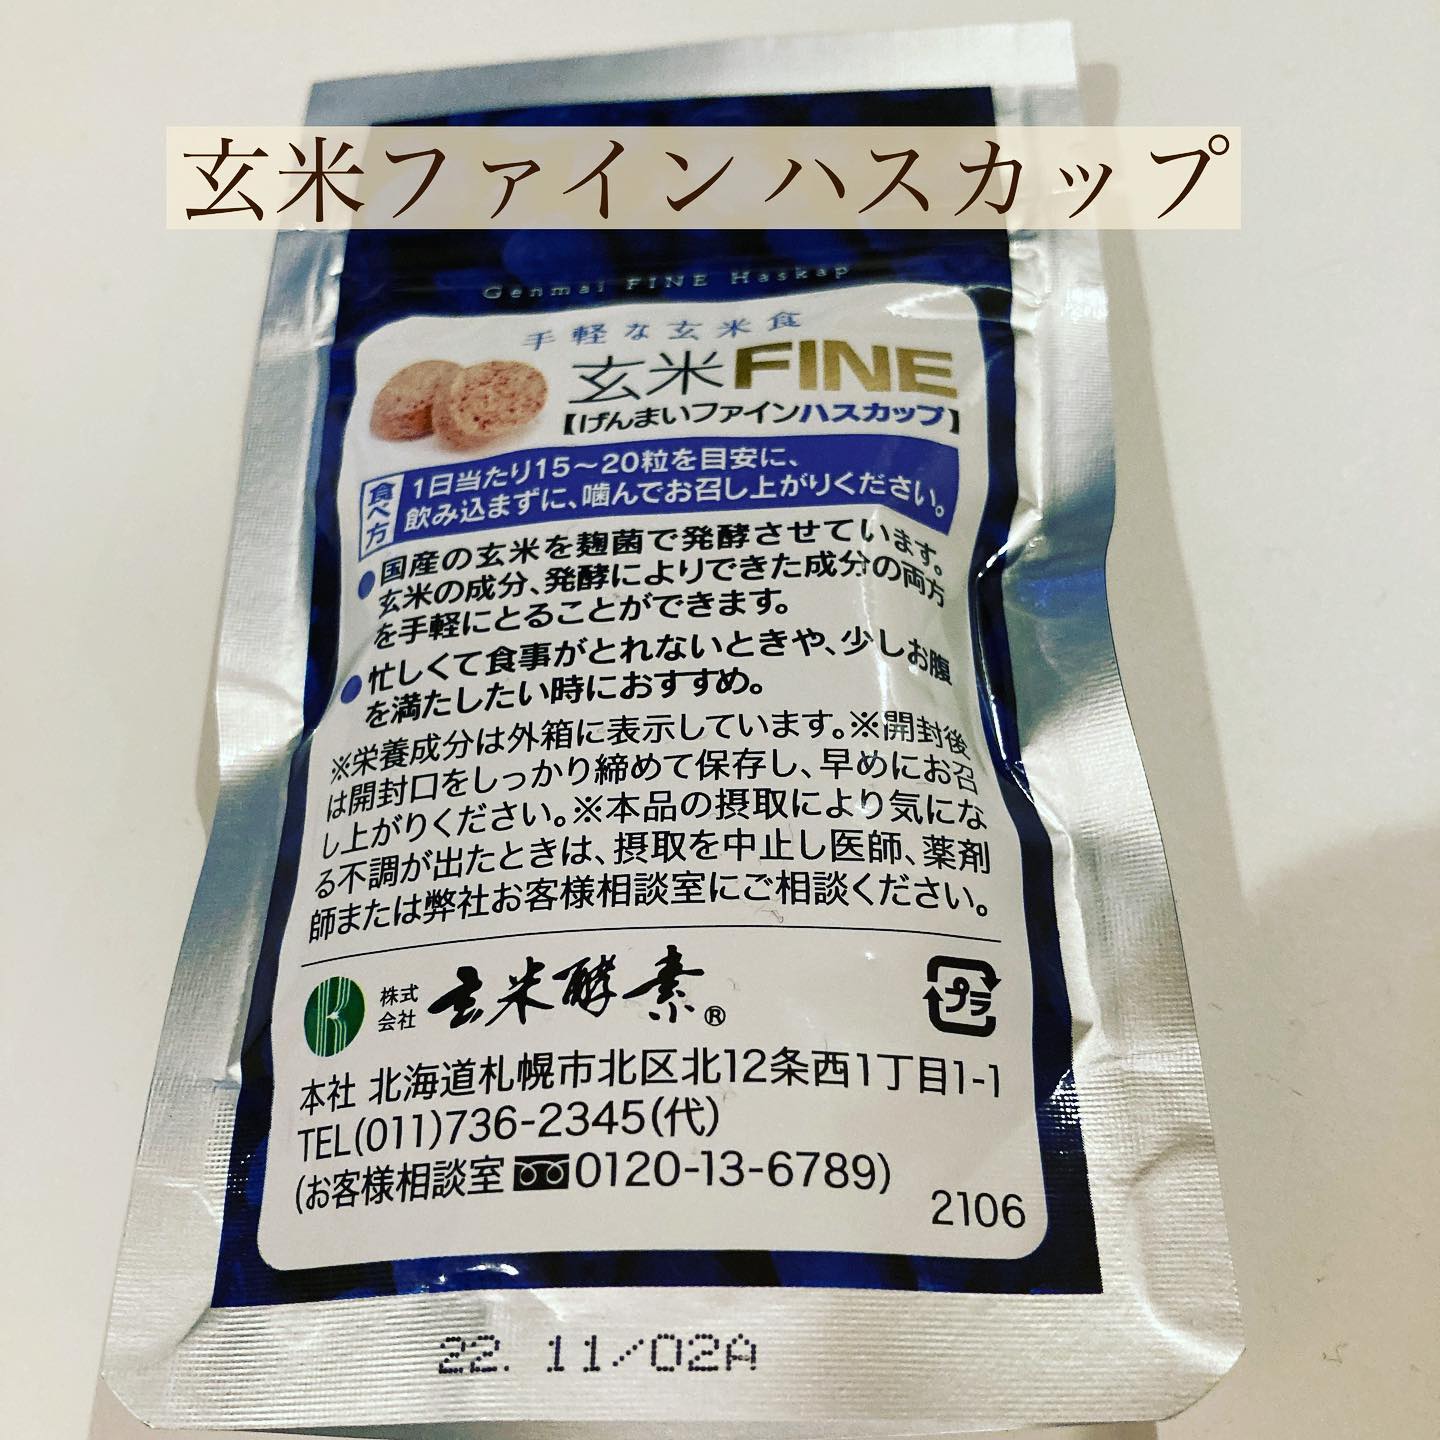 玄米ファイン ハスカップ
Genmai FINE Haskap
手軽な玄米食
玄米FINE
【げんまいファインハスカップ】
食べ方
1日当たり15〜20粒を目安に、
飲み込まずに、噛んでお召し上がりください。
●国産の玄米を麹菌で発酵させています。
玄米の成分、発酵によりできた成分の両方
を手軽にとることができます。
●忙しくて食事がとれないときや、少しお腹
を満たしたい時におすすめ。
※栄養成分は外箱に表示しています。※開封後
は開封口をしっかり締めて保存し、早めにお召
し上がりください。※本品の摂取により気にな
る不調が出たときは、摂取を中止し医師、薬剤
師または弊社お客様相談室にご相談ください。
株式会社 玄米酵素®
プラ
本社 北海道札幌市北区北12条西1丁目1-1
TEL(011)736-2345(代)
(お客様相談室 0120-13-6789)
2106
22. 11/02A